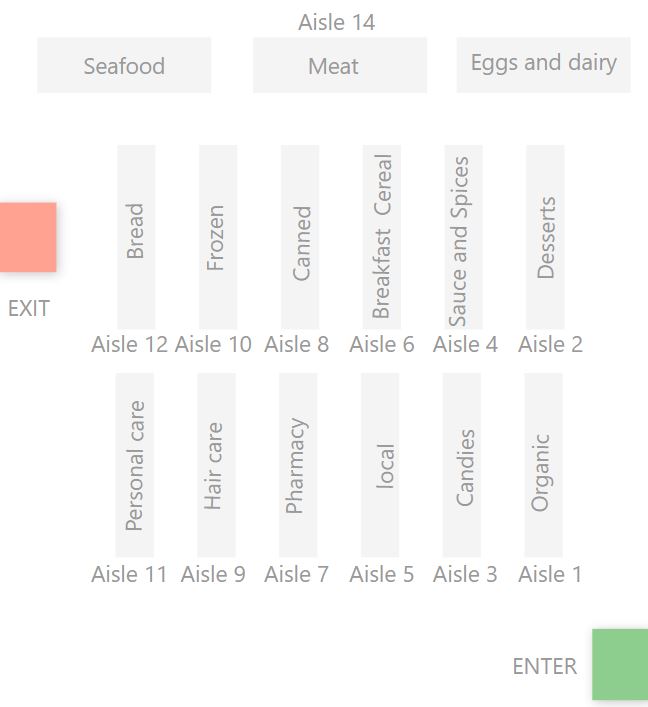 Aisle 14
Seafood
Meat
Eggs and dairy
Bread
Frozen
Canned
Breakfast Cereal
Sauce and Spices
Desserts
EXIT
Aisle 12
Aisle 10
Aisle 8
Aisle 6
Aisle 4
Aisle 2
Personal care
Hair care
Pharmacy
local
Candies
Organic
Aisle 11
Aisle 9
Aisle 7
Aisle 5
Aisle 3
Aisle 1
ENTER